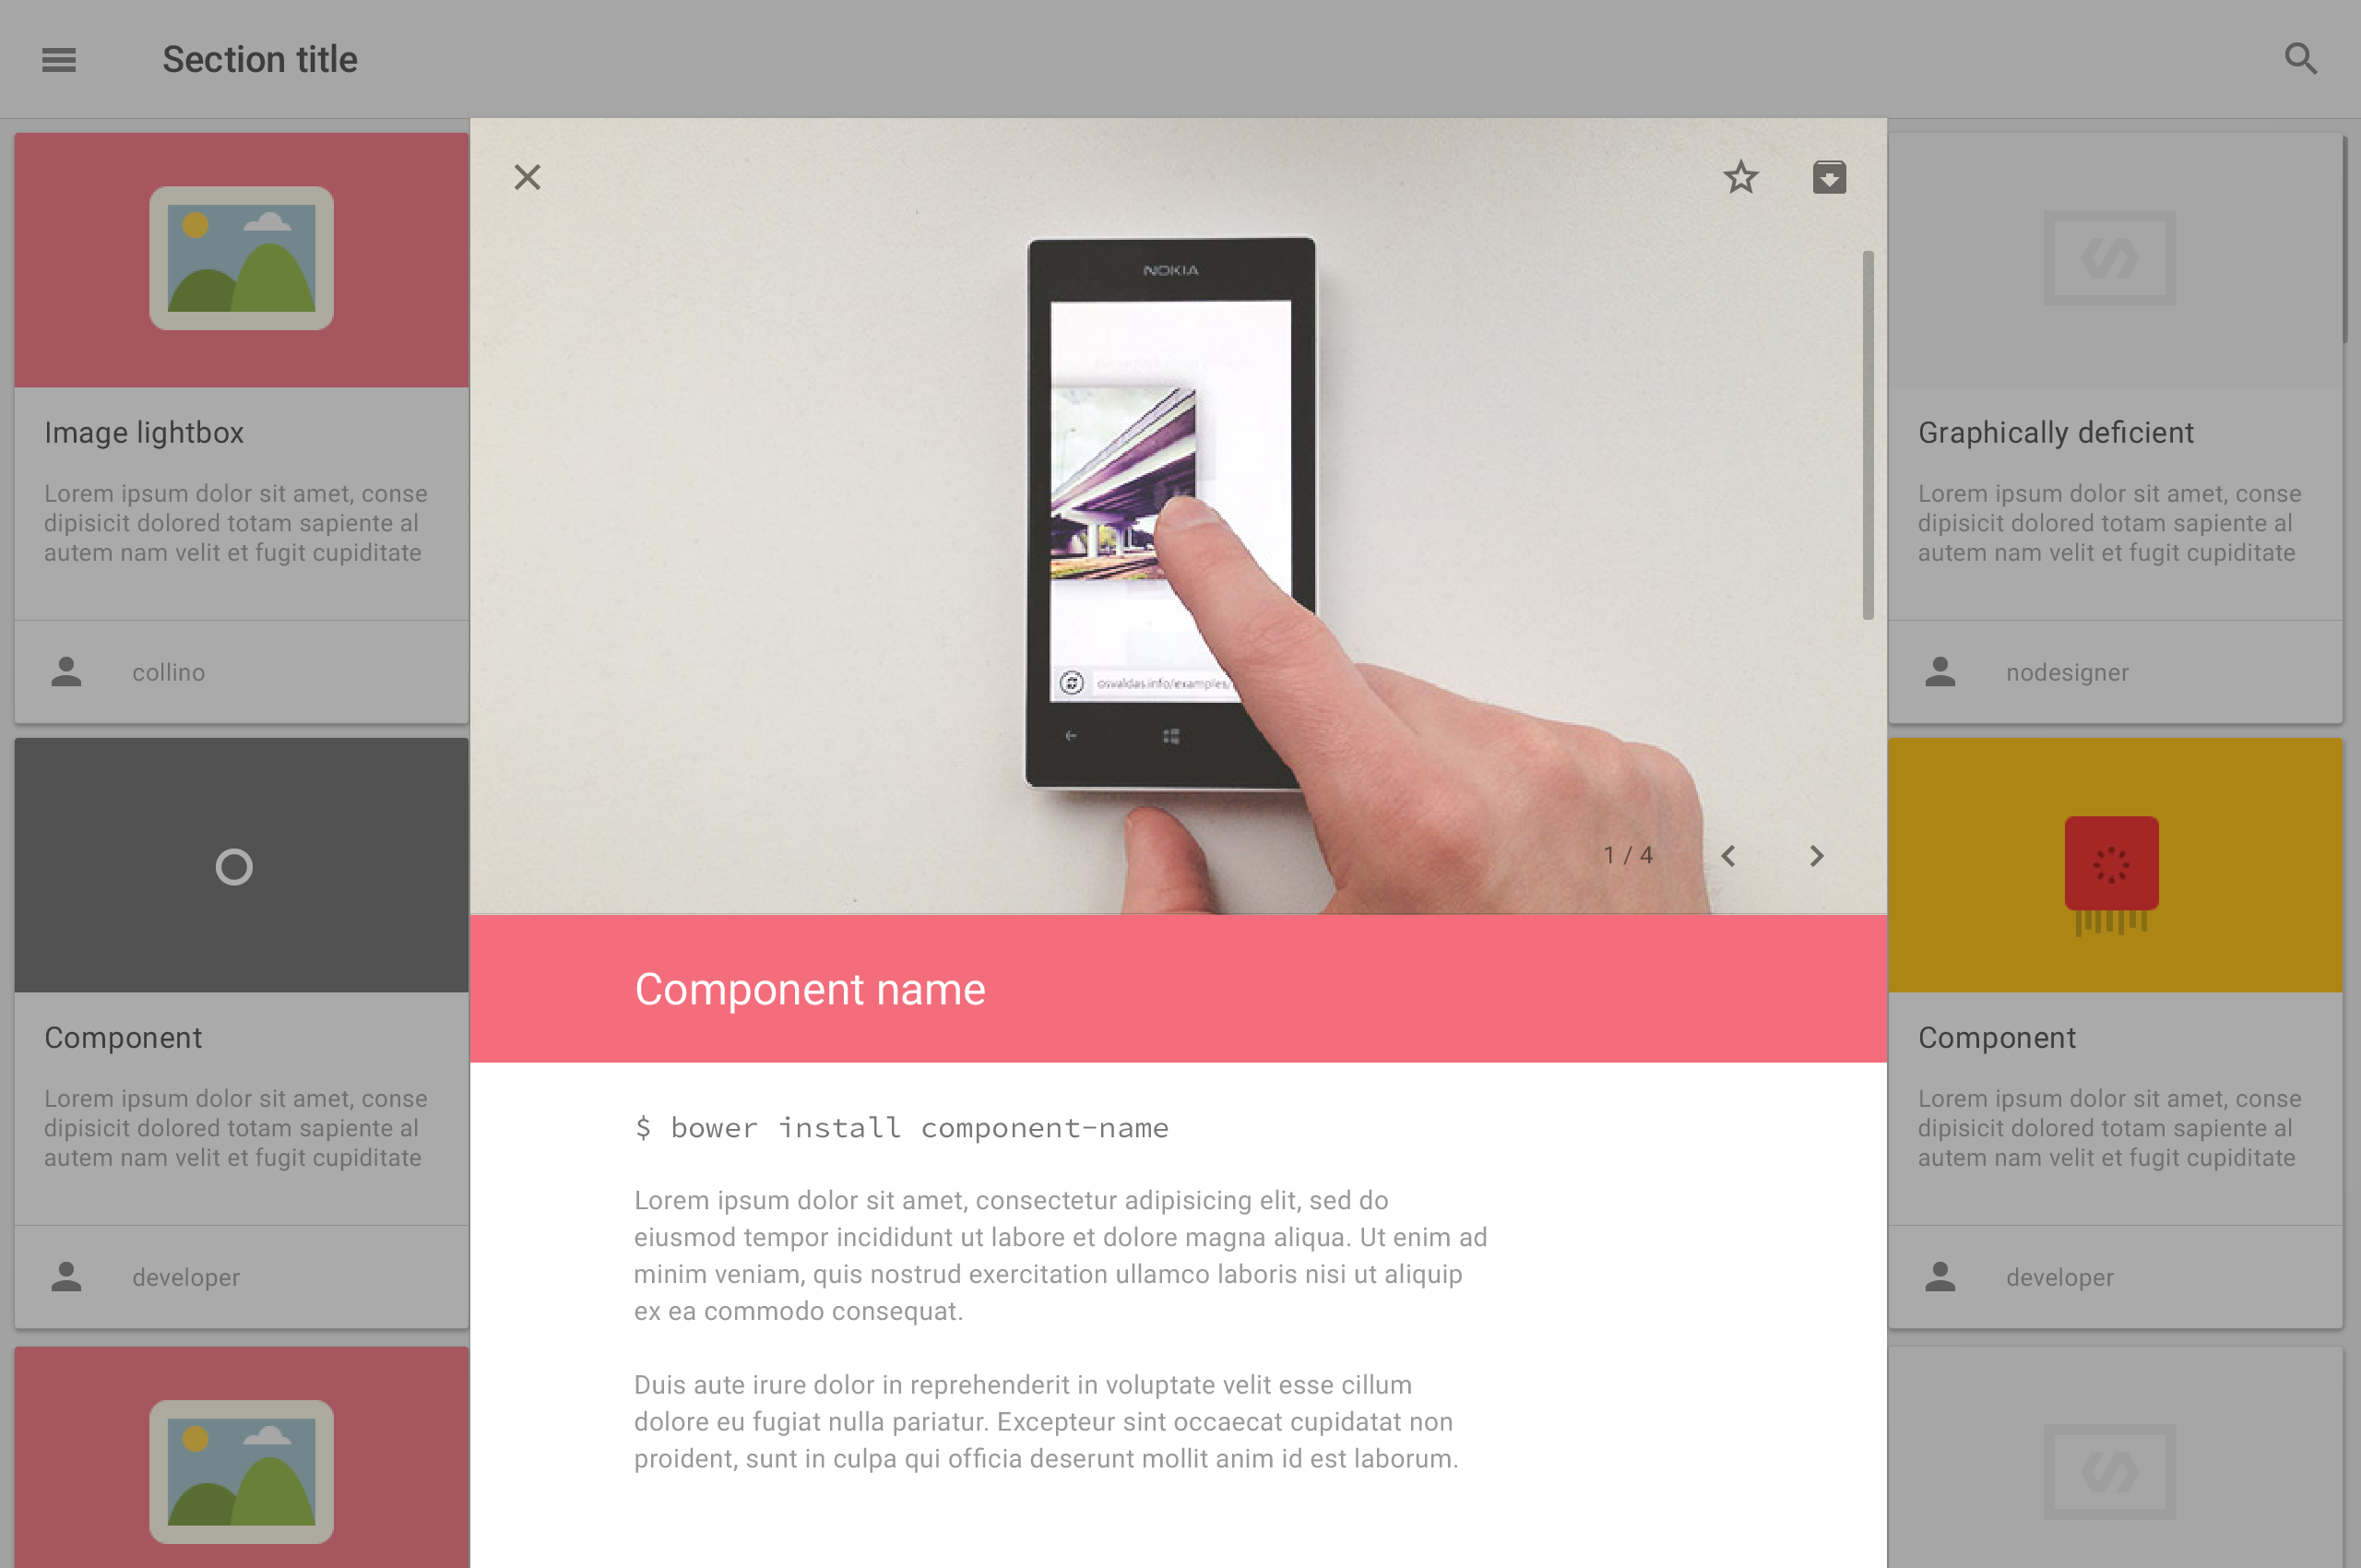 Section title
Image lightbox
Lorem ipsum dolor sit amet, conse
dipisicit dolored totam sapiente al
autem nam velit et fugit cupiditate
collino
Component
Lorem ipsum dolor sit amet, conse
dipisicit dolored totam sapiente al
autem nam velit et fugit cupiditate
developer
NOKIA
osvaldas.info/examples/
1 / 4
Component name
$ bower install component-name
Lorem ipsum dolor sit amet, consectetur adipisicing elit, sed do
eiusmod tempor incididunt ut labore et dolore magna aliqua. Ut enim ad
minim veniam, quis nostrud exercitation ullamco laboris nisi ut aliquip
ex ea commodo consequat.
Duis aute irure dolor in reprehenderit in voluptate velit esse cillum
dolore eu fugiat nulla pariatur. Excepteur sint occaecat cupidatat non
proident, sunt in culpa qui officia deserunt mollit anim id est laborum.
Graphically deficient
Lorem ipsum dolor sit amet, conse
dipisicit dolored totam sapiente al
autem nam velit et fugit cupiditate
nodesigner
Component
Lorem ipsum dolor sit amet, conse
dipisicit dolored totam sapiente al
autem nam velit et fugit cupiditate
developer